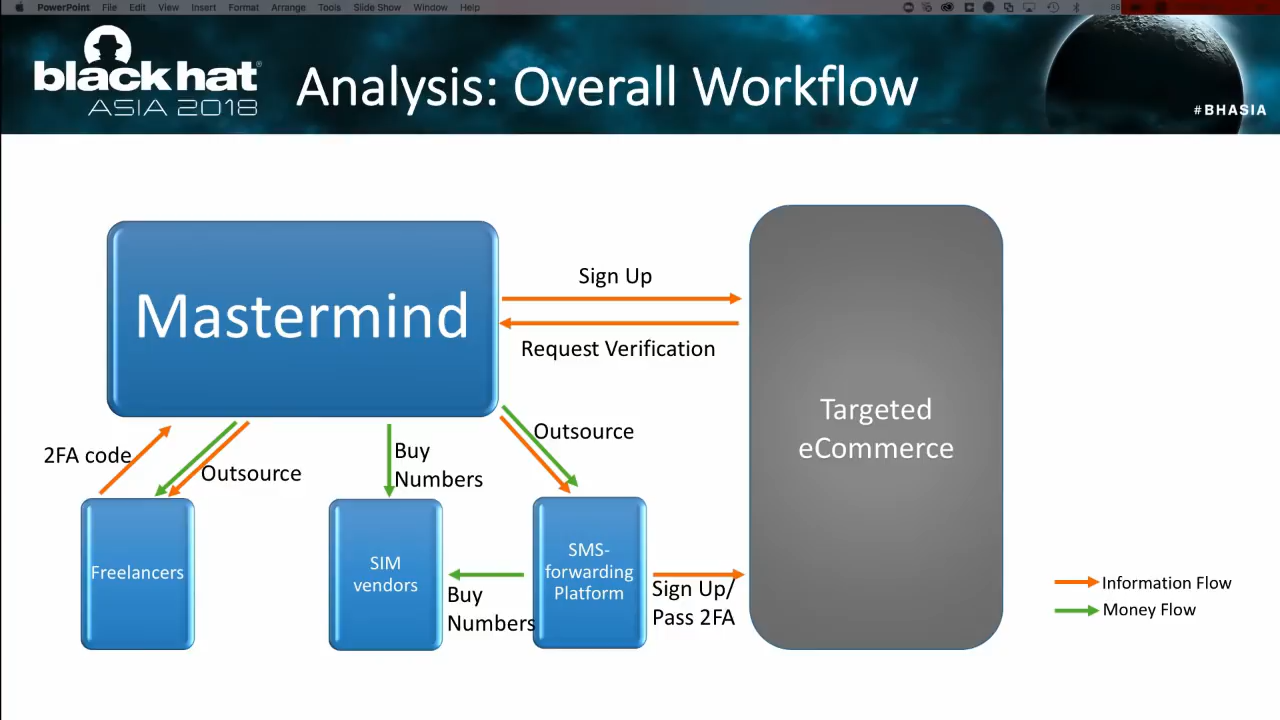 PowerPoint File Edit View Insert Format Arrange Tools Slide Show Window Help
black hat®
ASIA 2018
Analysis: Overall Workflow
#BHASIA
Mastermind
Sign Up
Request Verification
Targeted
eCommerce
2FA code
Outsource
Buy
Numbers
Outsource
Freelancers
SIM
vendors
Buy
Numbers
SMS-
forwarding
Platform
Sign Up/
Pass 2FA
Information Flow
Money Flow